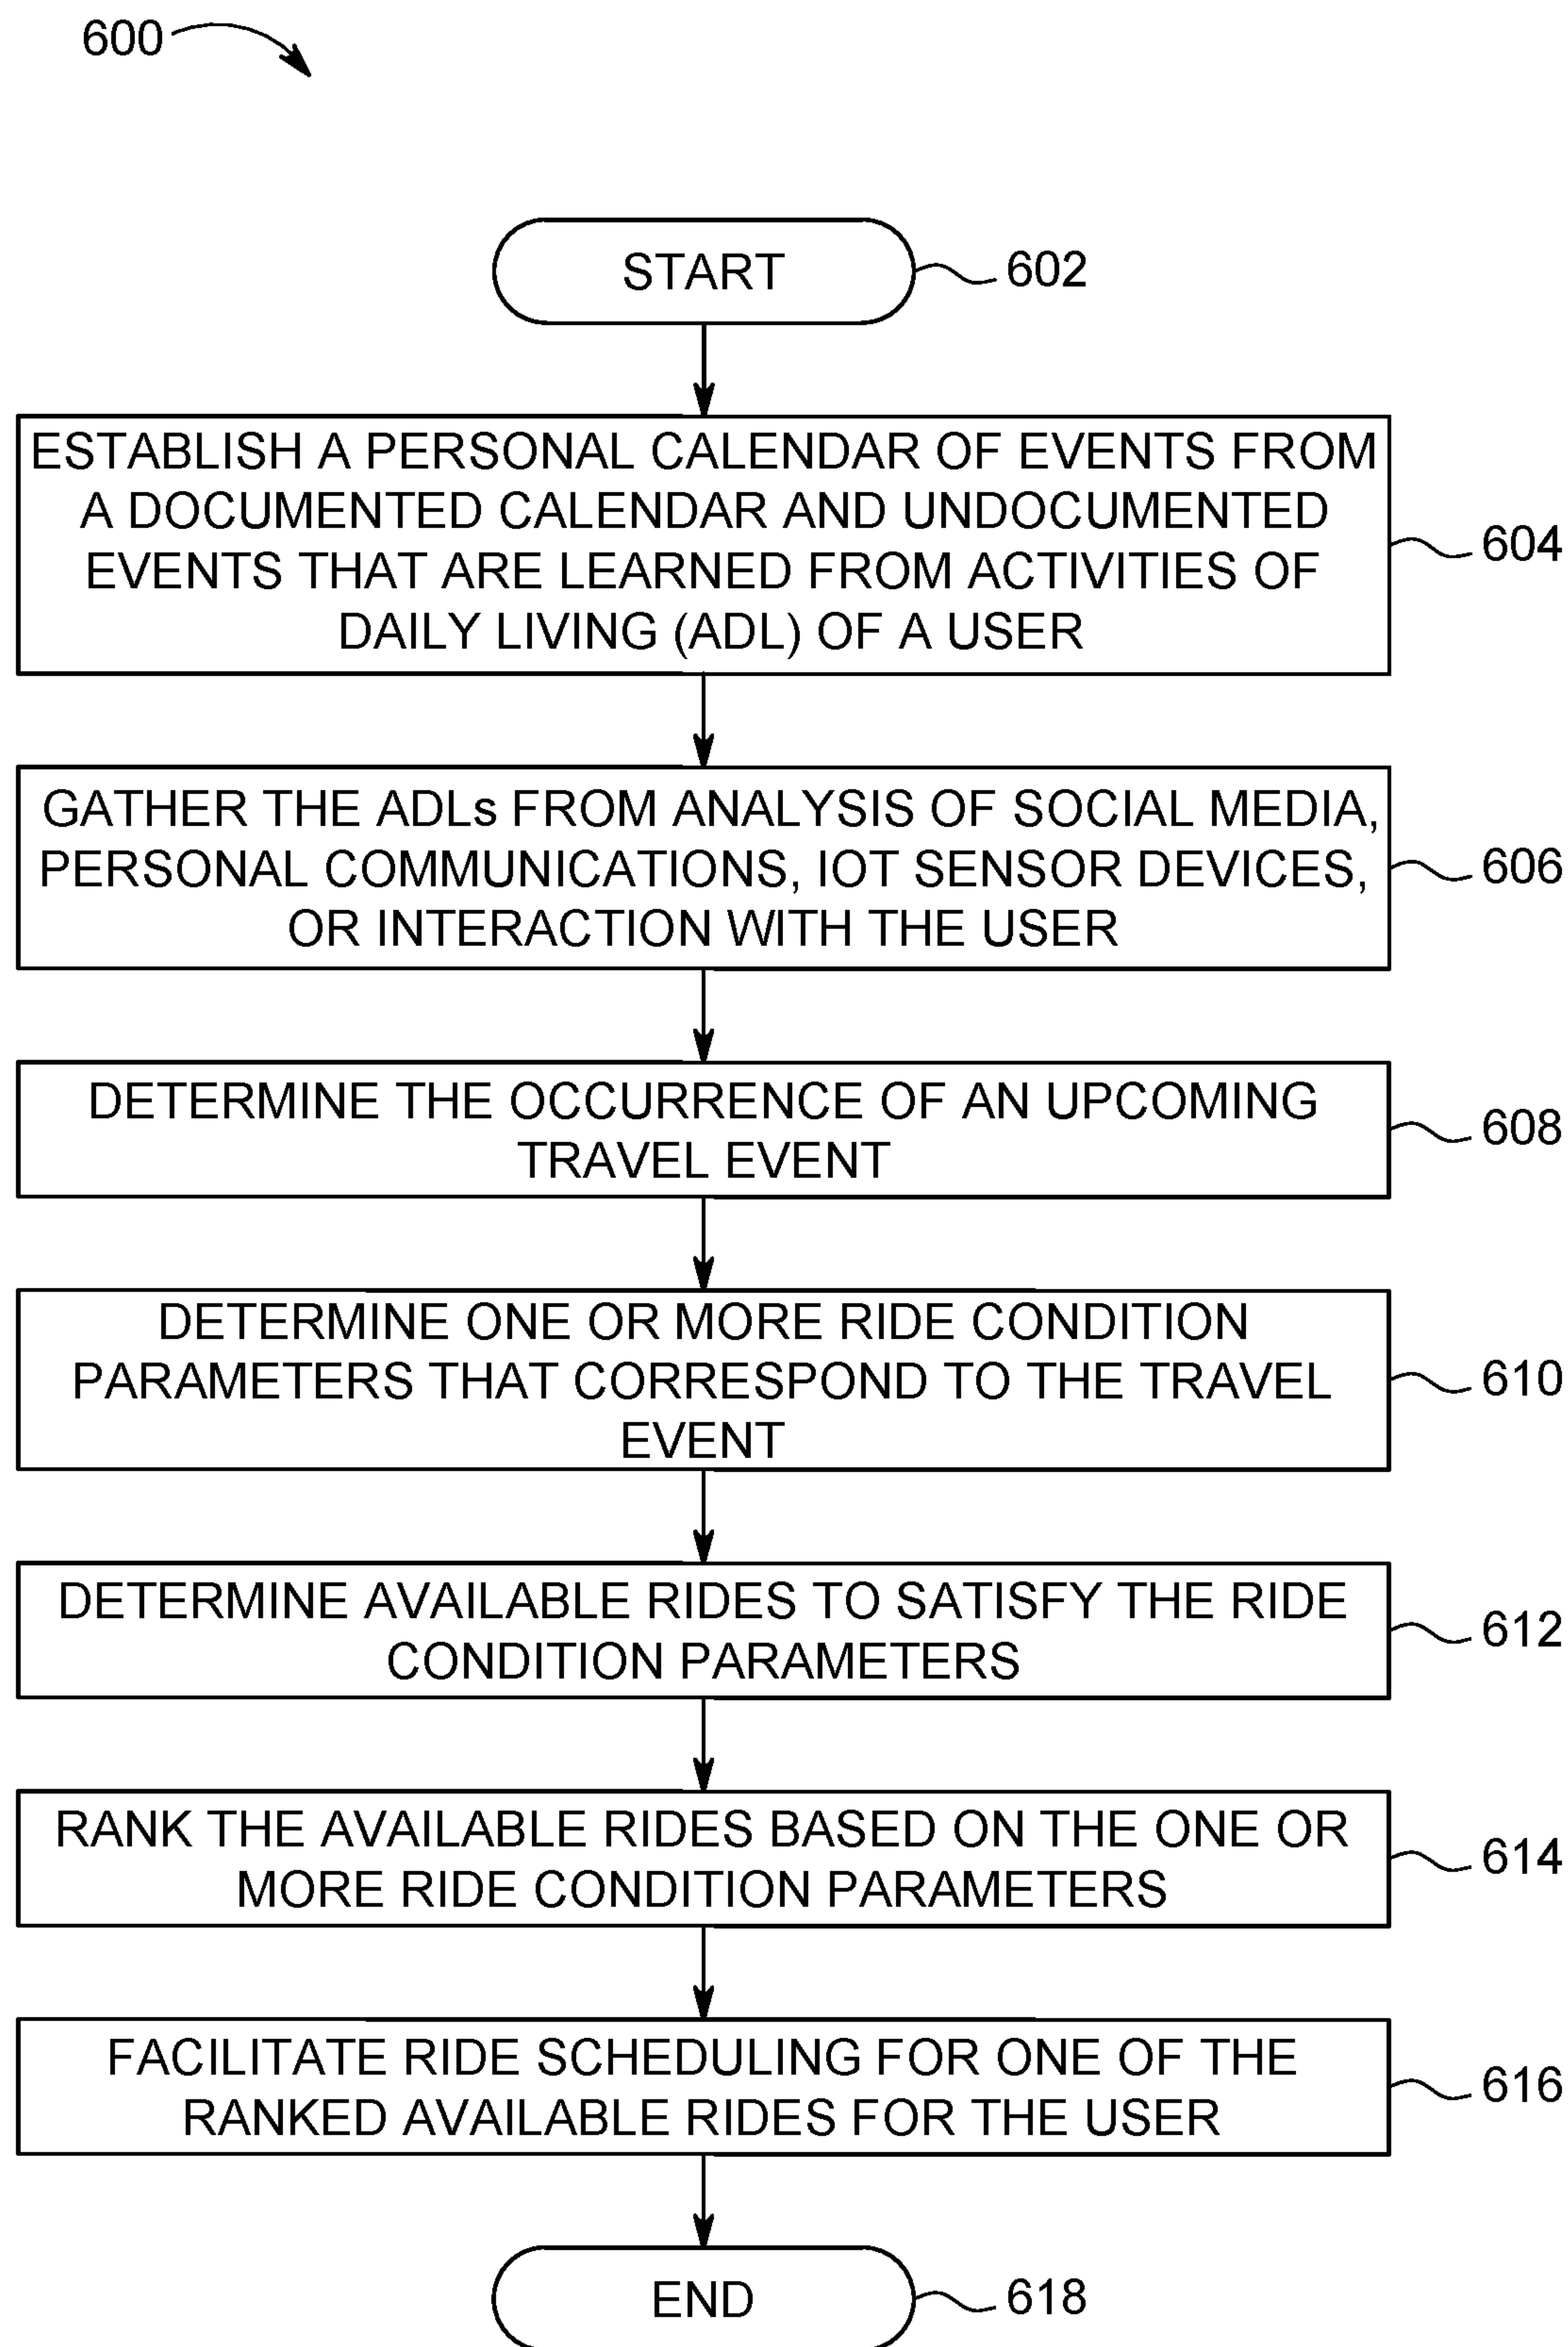 600
START
602
ESTABLISH A PERSONAL CALENDAR OF EVENTS FROM
A DOCUMENTED CALENDAR AND UNDOCUMENTED
EVENTS THAT ARE LEARNED FROM ACTIVITIES OF
DAILY LIVING (ADL) OF A USER
604
GATHER THE ADLs FROM ANALYSIS OF SOCIAL MEDIA,
PERSONAL COMMUNICATIONS, IOT SENSOR DEVICES,
OR INTERACTION WITH THE USER
606
DETERMINE THE OCCURRENCE OF AN UPCOMING
TRAVEL EVENT
608
DETERMINE ONE OR MORE RIDE CONDITION
PARAMETERS THAT CORRESPOND TO THE TRAVEL
EVENT
610
DETERMINE AVAILABLE RIDES TO SATISFY THE RIDE
CONDITION PARAMETERS
612
RANK THE AVAILABLE RIDES BASED ON THE ONE OR
MORE RIDE CONDITION PARAMETERS
614
FACILITATE RIDE SCHEDULING FOR ONE OF THE
RANKED AVAILABLE RIDES FOR THE USER
616
END
618